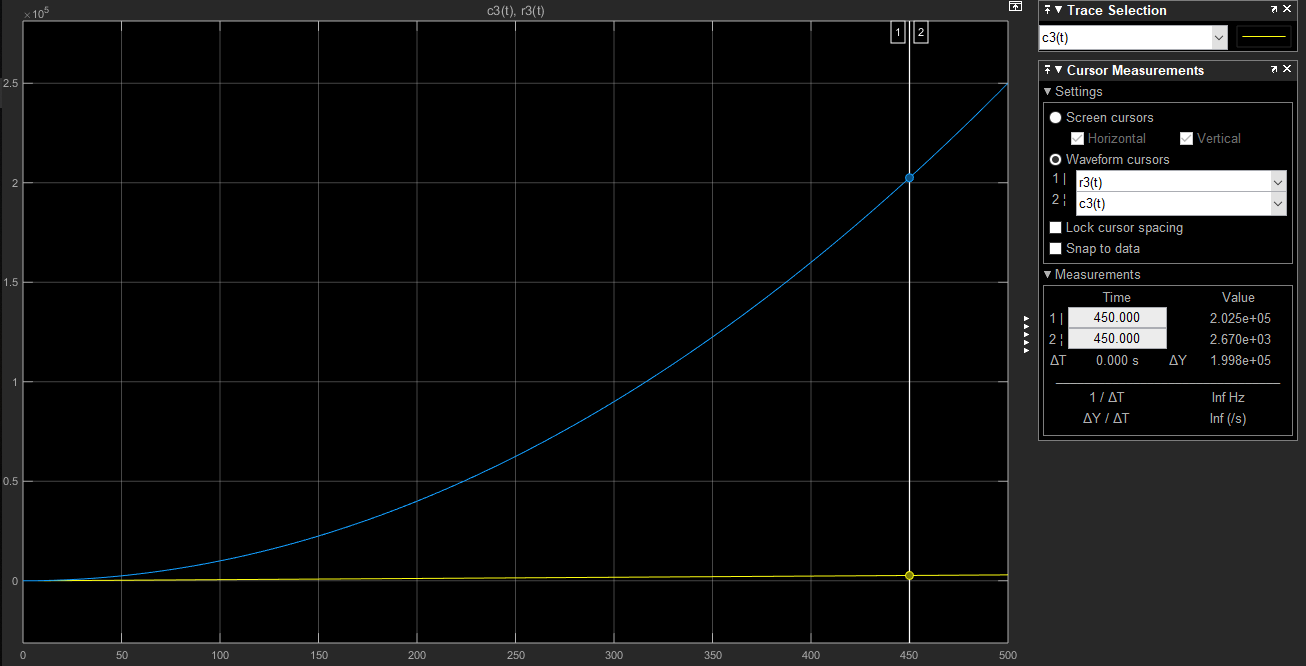 c3(t), r3(t)
×10⁵
2.5
2
1.5
1
0.5
0
0 50 100 150 200 250 300 350 400 450 500
1 2
Trace Selection
c3(t)
Cursor Measurements
Settings
Screen cursors
Horizontal Vertical
Waveform cursors
1 | r3(t)
2 ¦ c3(t)
Lock cursor spacing
Snap to data
Measurements
Time Value
1 | 450.000 2.025e+05
2 ¦ 450.000 2.670e+03
ΔT 0.000 s ΔY 1.998e+05
1 / ΔT Inf Hz
ΔY / ΔT Inf (/s)